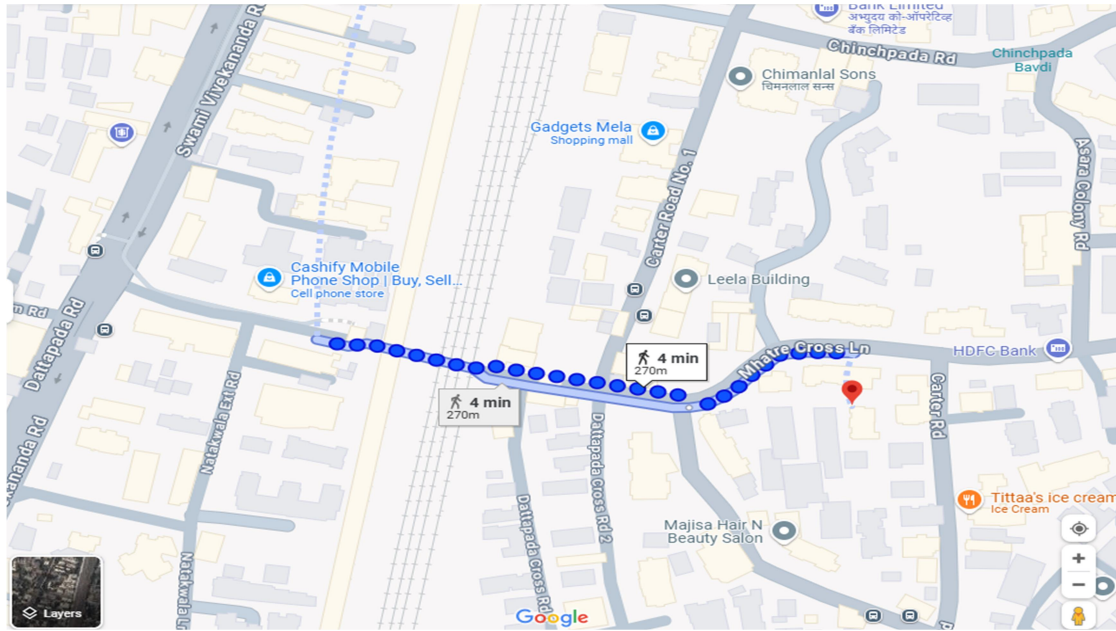 Bank Limited
अभ्युदय को-ऑपरेटिव्ह
बँक लिमिटेड
Chinchpada Rd
Chinchpada
Bavdi
Swami Vivekananda R
Chimanlal Sons
चिमनलाल सन्स
Gadgets Mela
Shopping mall
Asara Colony Rd
Carter Road No. 1
Cashify Mobile
Phone Shop | Buy, Sell...
Cell phone store
Leela Building
m Rd
Dattapada Rd
4 min
270m
Mhatre Cross Ln
HDFC Bank
4 min
270m
Natakwala Extl Rd
Carter Rd
kananda Rd
Dattapada Cross Rd 2
Dattapada Cross Rd
Tittaa's ice cream
Ice Cream
Majisa Hair N
Beauty Salon
Natakwala
Layers
Google